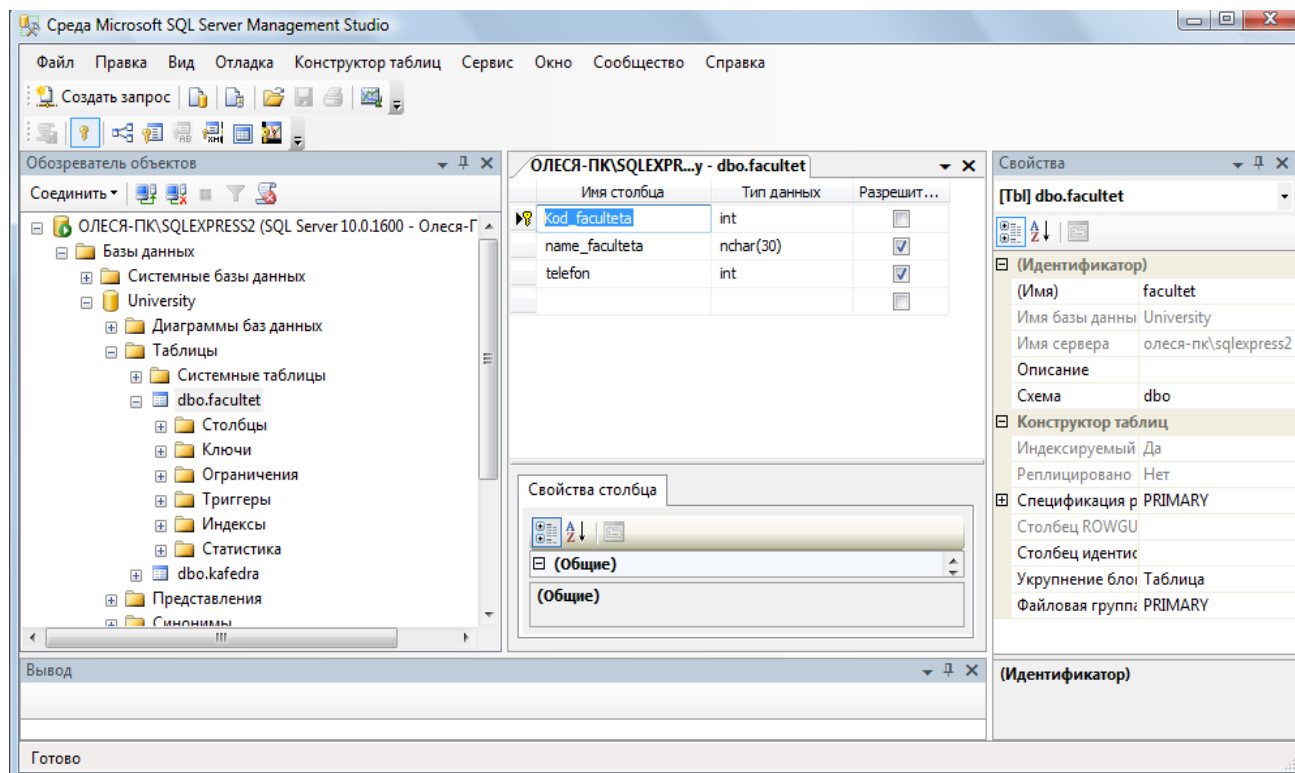 Среда Microsoft SQL Server Management Studio
Файл Правка Вид Отладка Конструктор таблиц Сервис Окно Сообщество Справка
Создать запрос
Обозреватель объектов
Соединить
ОЛЕСЯ-ПК\SQLEXPRESS2 (SQL Server 10.0.1600 - Олеся-П
Базы данных
Системные базы данных
University
Диаграммы баз данных
Таблицы
Системные таблицы
dbo.facultet
Столбцы
Ключи
Ограничения
Триггеры
Индексы
Статистика
dbo.kafedra
Представления
Синонимы
ОЛЕСЯ-ПК\SQLEXPR...y - dbo.facultet
Имя столбца Тип данных Разрешит...
Kod_faculteta int
name_faculteta nchar(30)
telefon int
Свойства столбца
(Общие)
(Общие)
Свойства
[Tbl] dbo.facultet
(Идентификатор)
(Имя) facultet
Имя базы данны University
Имя сервера олеся-пк\sqlexpress2
Описание
Схема dbo
Конструктор таблиц
Индексируемый Да
Реплицировано Нет
Спецификация р PRIMARY
Столбец ROWGU
Столбец идентис
Укрупнение бло Таблица
Файловая группа PRIMARY
(Идентификатор)
Вывод
Готово